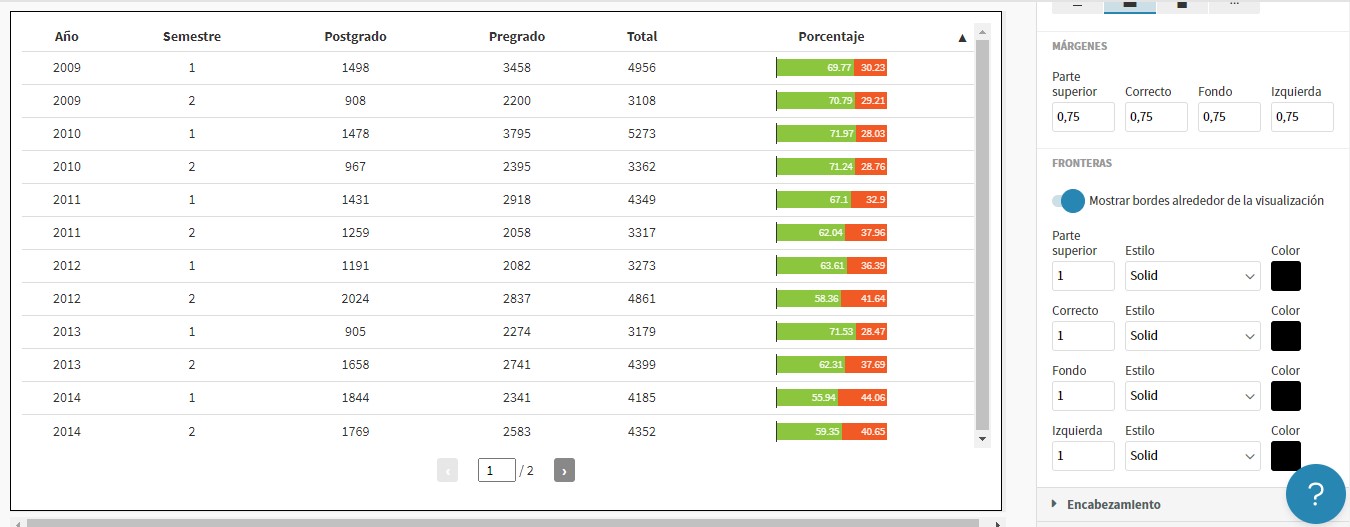 Año Semestre Postgrado Pregrado Total Porcentaje ▲
2009 1 1498 3458 4956 69.77 30.23
2009 2 908 2200 3108 70.79 29.21
2010 1 1478 3795 5273 71.97 28.03
2010 2 967 2395 3362 71.24 28.76
2011 1 1431 2918 4349 67.1 32.9
2011 2 1259 2058 3317 62.04 37.96
2012 1 1191 2082 3273 63.61 36.39
2012 2 2024 2837 4861 58.36 41.64
2013 1 905 2274 3179 71.53 28.47
2013 2 1658 2741 4399 62.31 37.69
2014 1 1844 2341 4185 55.94 44.06
2014 2 1769 2583 4352 59.35 40.65
‹ 1 / 2 ›
...
MÁRGENES
Parte
superior Correcto Fondo Izquierda
0,75 0,75 0,75 0,75
FRONTERAS
Mostrar bordes alrededor de la visualización
Parte
superior Estilo Color
1 Solid
Correcto Estilo Color
1 Solid
Fondo Estilo Color
1 Solid
Izquierda Estilo Color
1 Solid
Encabezamiento
?